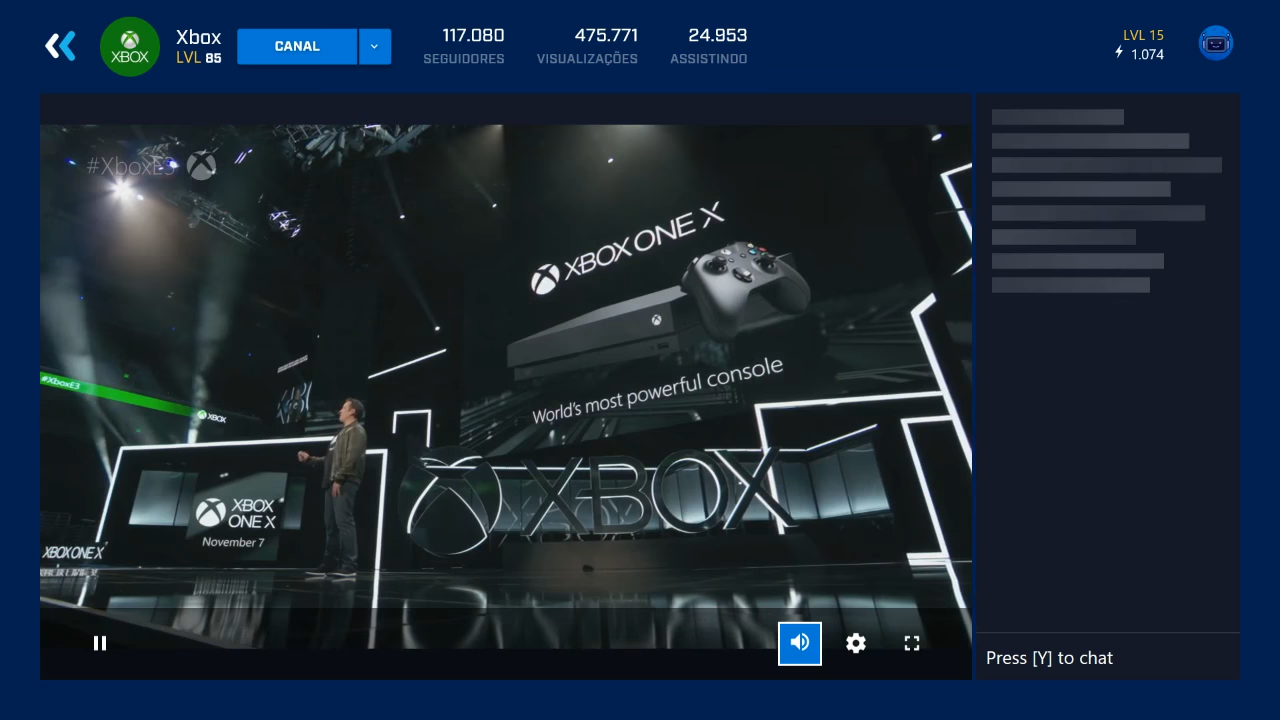 XBOX
Xbox
LVL 85
CANAL
117.080
SEGUIDORES
475.771
VISUALIZAÇÕES
24.953
ASSISTINDO
LVL 15
1.074
#XboxE3
XBOX ONE X
World's most powerful console
#XboxE3
XBOX
XBOX
XBOX
ONE X
November 7
XBOX ONE X
Press [Y] to chat